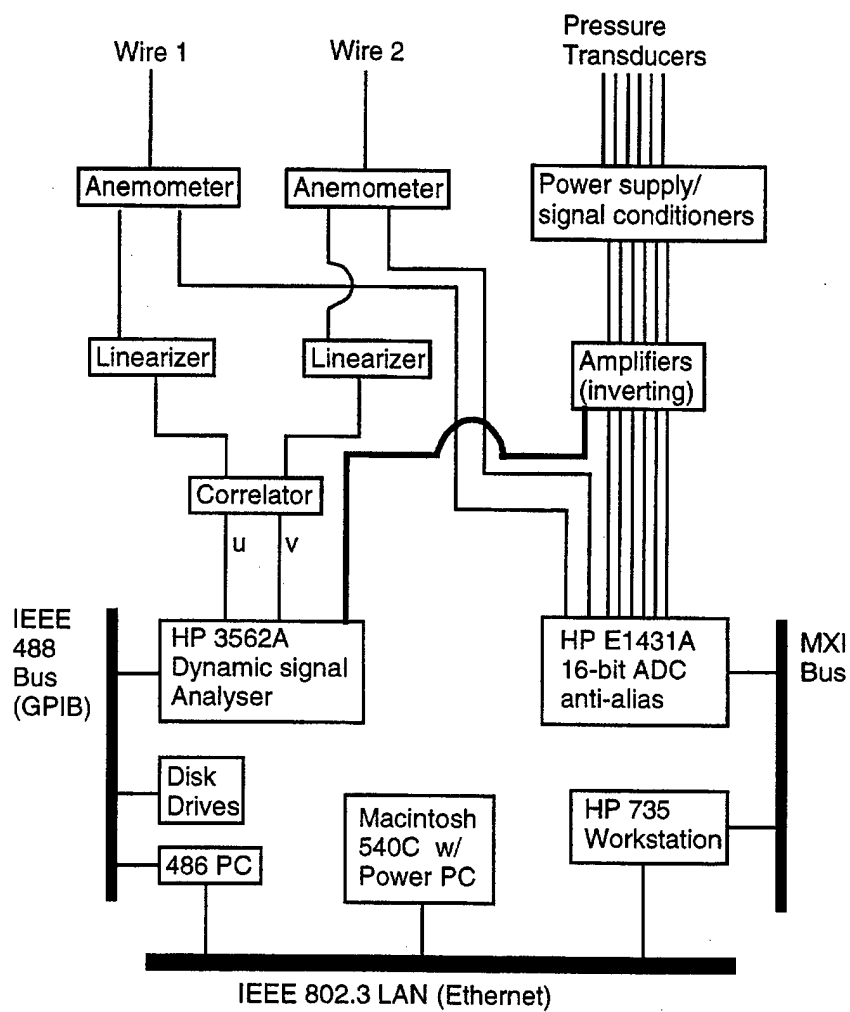 Wire 1
Wire 2
Pressure
Transducers
Anemometer
Anemometer
Power supply/
signal conditioners
Linearizer
Linearizer
Amplifiers
(inverting)
Correlator
u
v
IEEE
488
Bus
(GPIB)
HP 3562A
Dynamic signal
Analyser
HP E1431A
16-bit ADC
anti-alias
MXI
Bus
Disk
Drives
486 PC
Macintosh
540C w/
Power PC
HP 735
Workstation
IEEE 802.3 LAN (Ethernet)